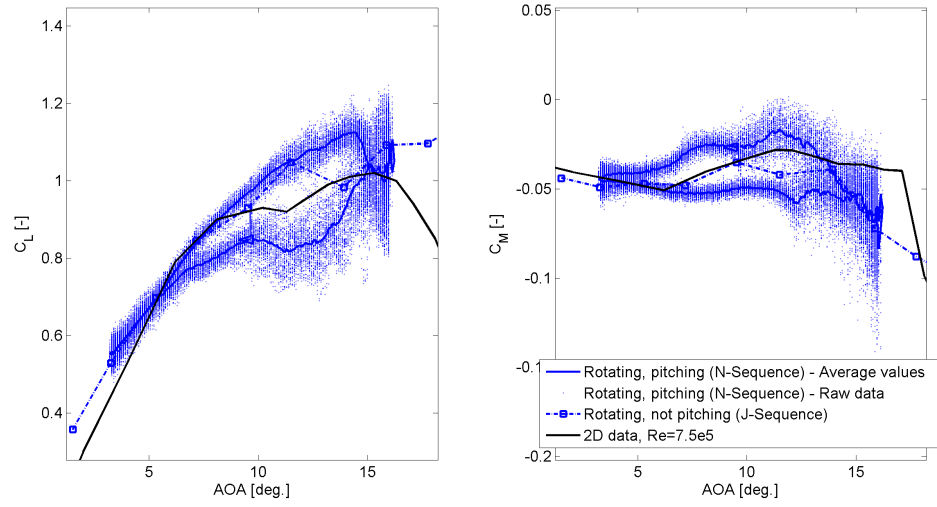 1.4
1.2
1
0.8
0.6
0.4
C_L [-]
5
10
15
AOA [deg.]
0.05
0
-0.05
-0.1
-0.1
-0.2
C_M [-]
5
10
15
AOA [deg.]
Rotating, pitching (N-Sequence) - Average values
Rotating, pitching (N-Sequence) - Raw data
Rotating, not pitching (J-Sequence)
2D data, Re=7.5e5